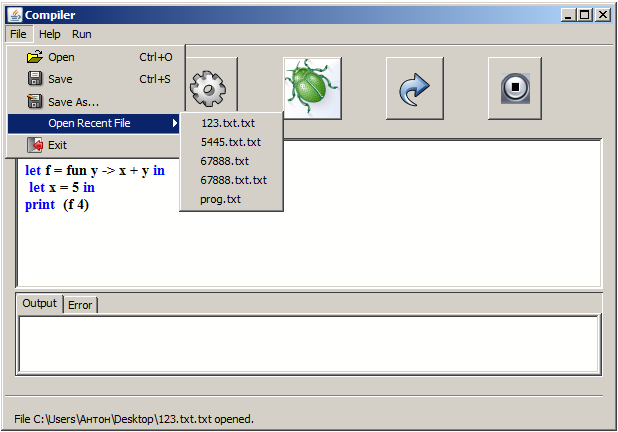 Compiler
File Help Run
Open Ctrl+O
Save Ctrl+S
Save As...
Open Recent File
Exit
123.txt.txt
5445.txt.txt
67888.txt
67888.txt.txt
prog.txt
let f = fun y -> x + y in
let x = 5 in
print (f 4)
Output Error
File C:\Users\Антон\Desktop\123.txt.txt opened.